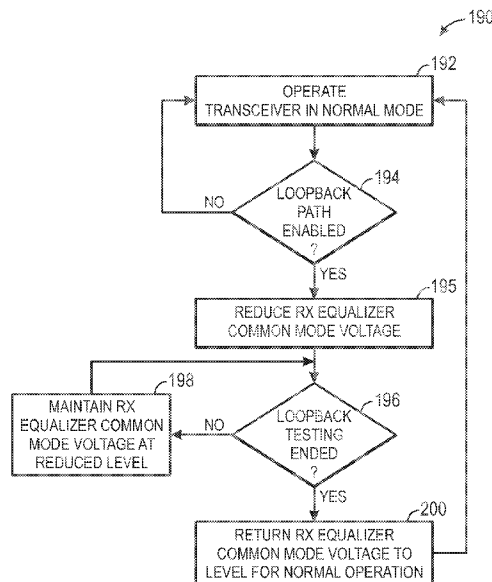 190
192
OPERATE
TRANSCEIVER IN NORMAL MODE
194
LOOPBACK
PATH
ENABLED
?
NO
YES
195
REDUCE RX EQUALIZER
COMMON MODE VOLTAGE
198
MAINTAIN RX
EQUALIZER COMMON
MODE VOLTAGE AT
REDUCED LEVEL
196
LOOPBACK
TESTING
ENDED
?
NO
YES
200
RETURN RX EQUALIZER
COMMON MODE VOLTAGE TO
LEVEL FOR NORMAL OPERATION